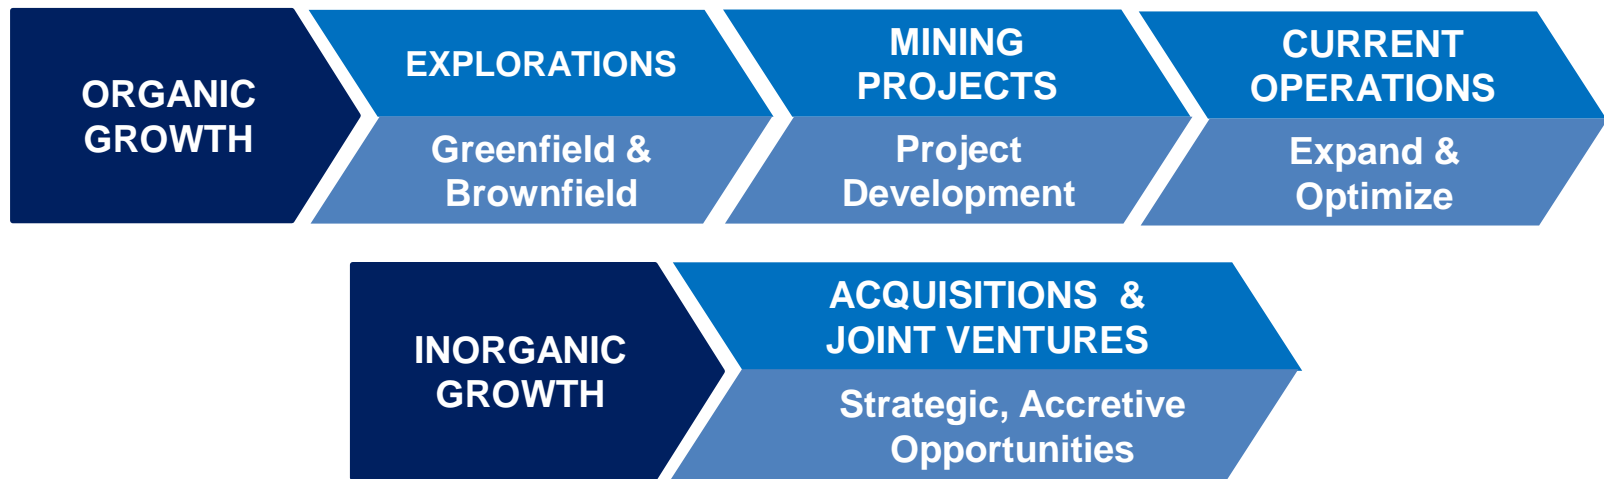 ORGANIC
GROWTH
EXPLORATIONS
Greenfield &
Brownfield
MINING
PROJECTS
Project
Development
CURRENT
OPERATIONS
Expand &
Optimize
INORGANIC
GROWTH
ACQUISITIONS &
JOINT VENTURES
Strategic, Accretive
Opportunities